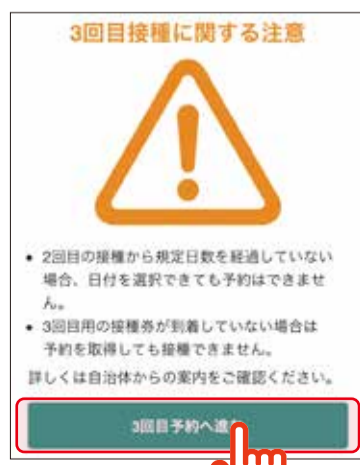 3回目接種に関する注意
• 2回目の接種から規定日数を経過していない
場合、日付を選択できても予約はできませ
ん。
• 3回目用の接種券が到着していない場合は
予約を取得しても接種できません。
詳しくは自治体からの案内をご確認ください。
3回目予約へ進む